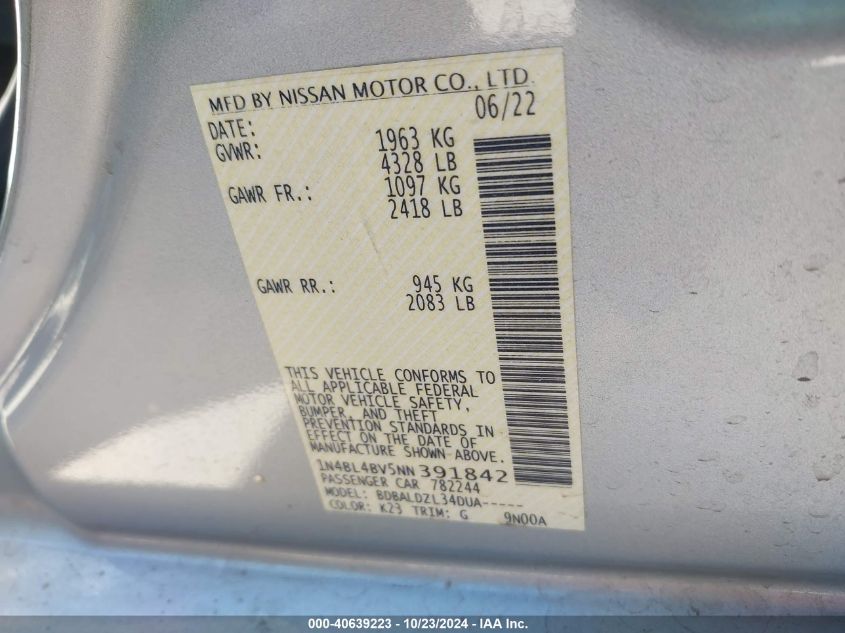 MFD BY NISSAN MOTOR CO., LTD.
DATE: 06/22
GVWR: 1963 KG
4328 LB
GAWR FR.: 1097 KG
2418 LB
GAWR RR.: 945 KG
2083 LB
THIS VEHICLE CONFORMS TO
ALL APPLICABLE FEDERAL
MOTOR VEHICLE SAFETY,
BUMPER, AND THEFT
PREVENTION STANDARDS IN
EFFECT ON THE DATE OF
MANUFACTURE SHOWN ABOVE.
1N4BL4BV5NN391842
PASSENGER CAR 782244
MODEL: BDBALDZL34DUA-----
COLOR: K23 TRIM: G 9N00A
000-40639223 - 10/23/2024 - IAA Inc.